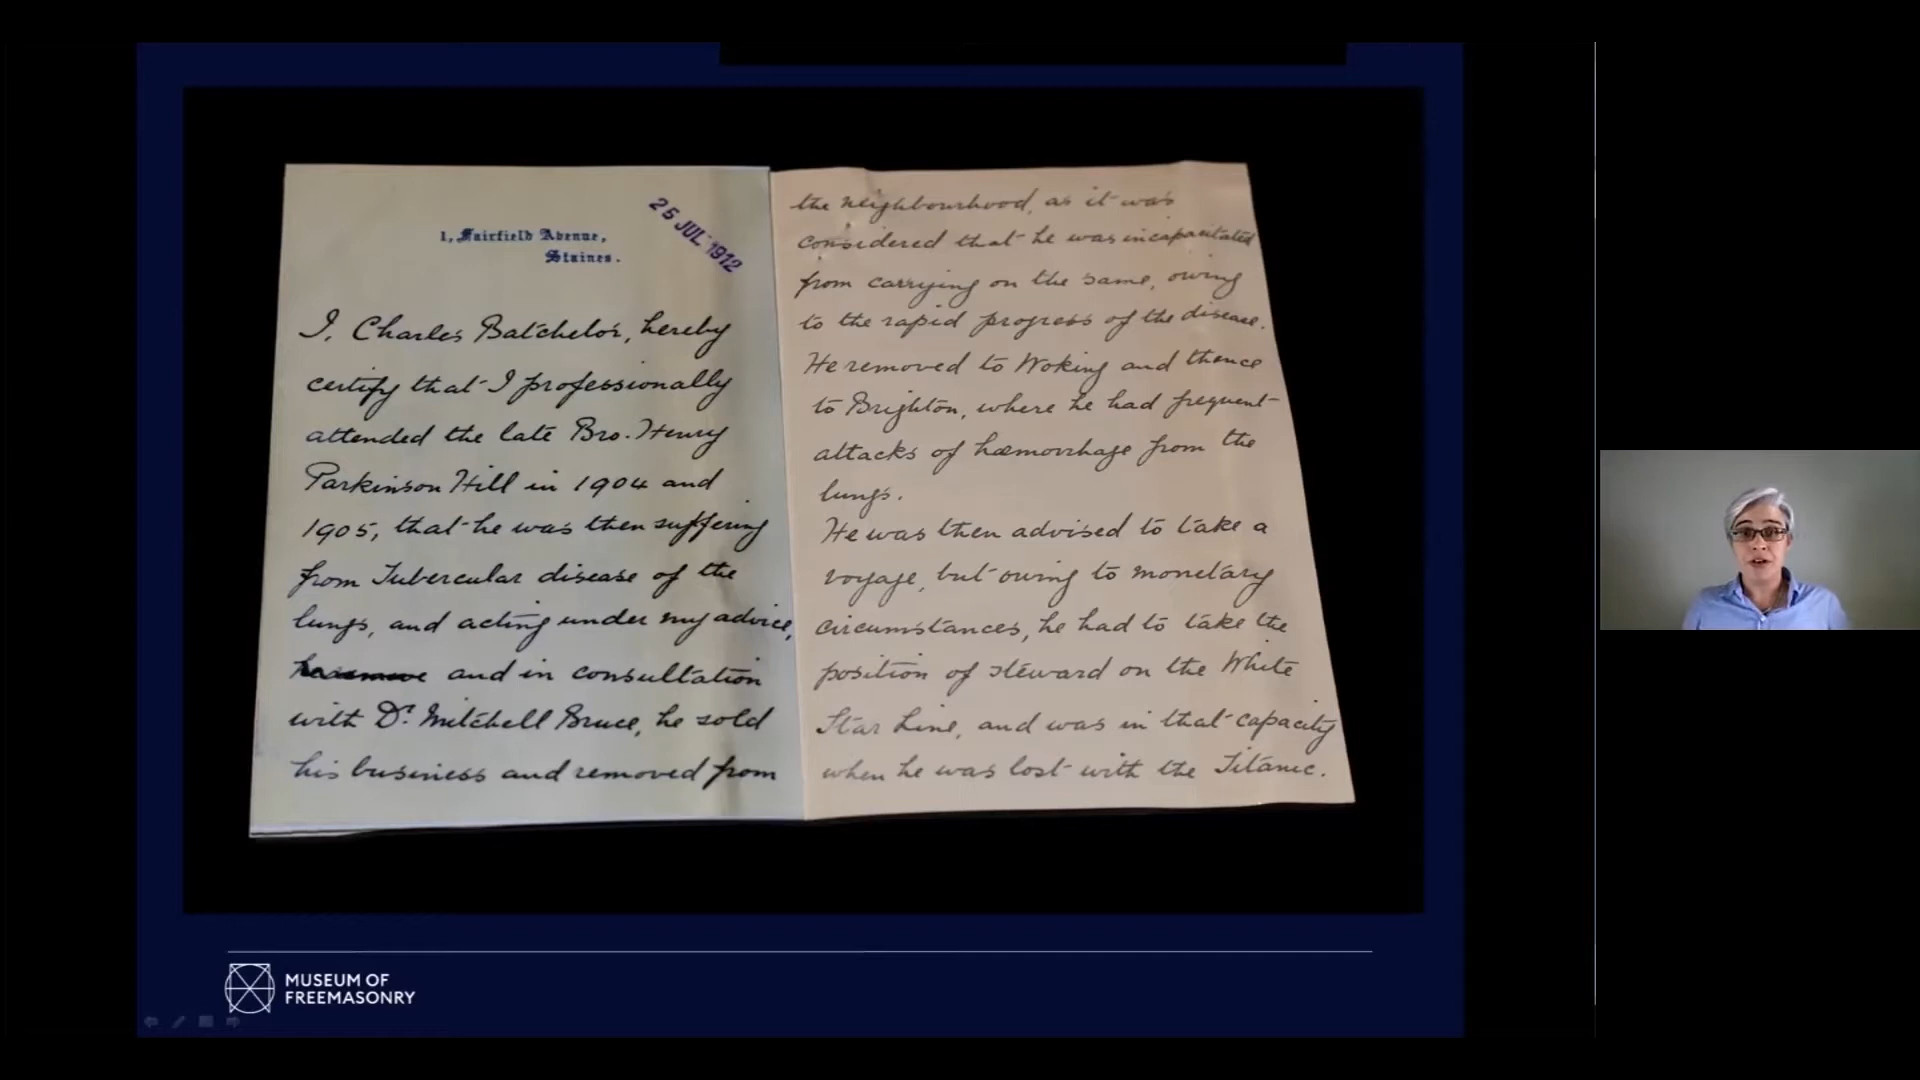 1, Fairfield Avenue,
Staines.
25 JUL 1912
I, Charles Batchelor, hereby
certify that I professionally
attended the late Bro. Henry
Parkinson Hill in 1904 and
1905, that he was then suffering
from Tubercular disease of the
lungs, and acting under my advice,
and in consultation
with Dr. Mitchell Bruce, he sold
his business and removed from
the neighbourhood, as it was
considered that he was incapacitated
from carrying on the same, owing
to the rapid progress of the disease.
He removed to Woking and thence
to Brighton, where he had frequent
attacks of hæmorrhage from the
lungs.
He was then advised to take a
voyage, but owing to monetary
circumstances, he had to take the
position of steward on the White
Star Line, and was in that capacity
when he was lost with the Titanic.
MUSEUM OF
FREEMASONRY